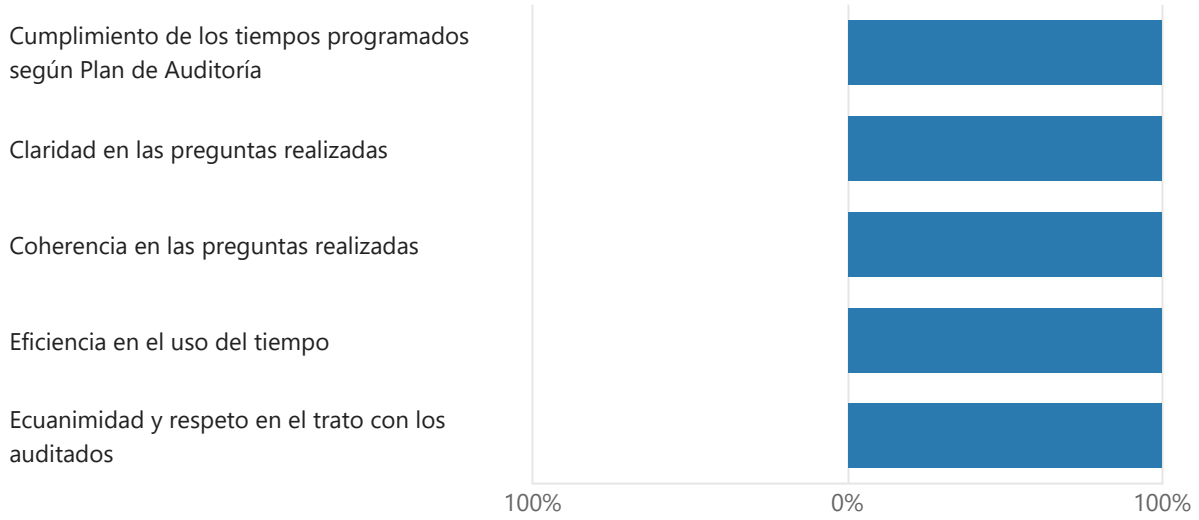 Cumplimiento de los tiempos programados
según Plan de Auditoría
Claridad en las preguntas realizadas
Coherencia en las preguntas realizadas
Eficiencia en el uso del tiempo
Ecuanimidad y respeto en el trato con los
auditados
100% 0% 100%